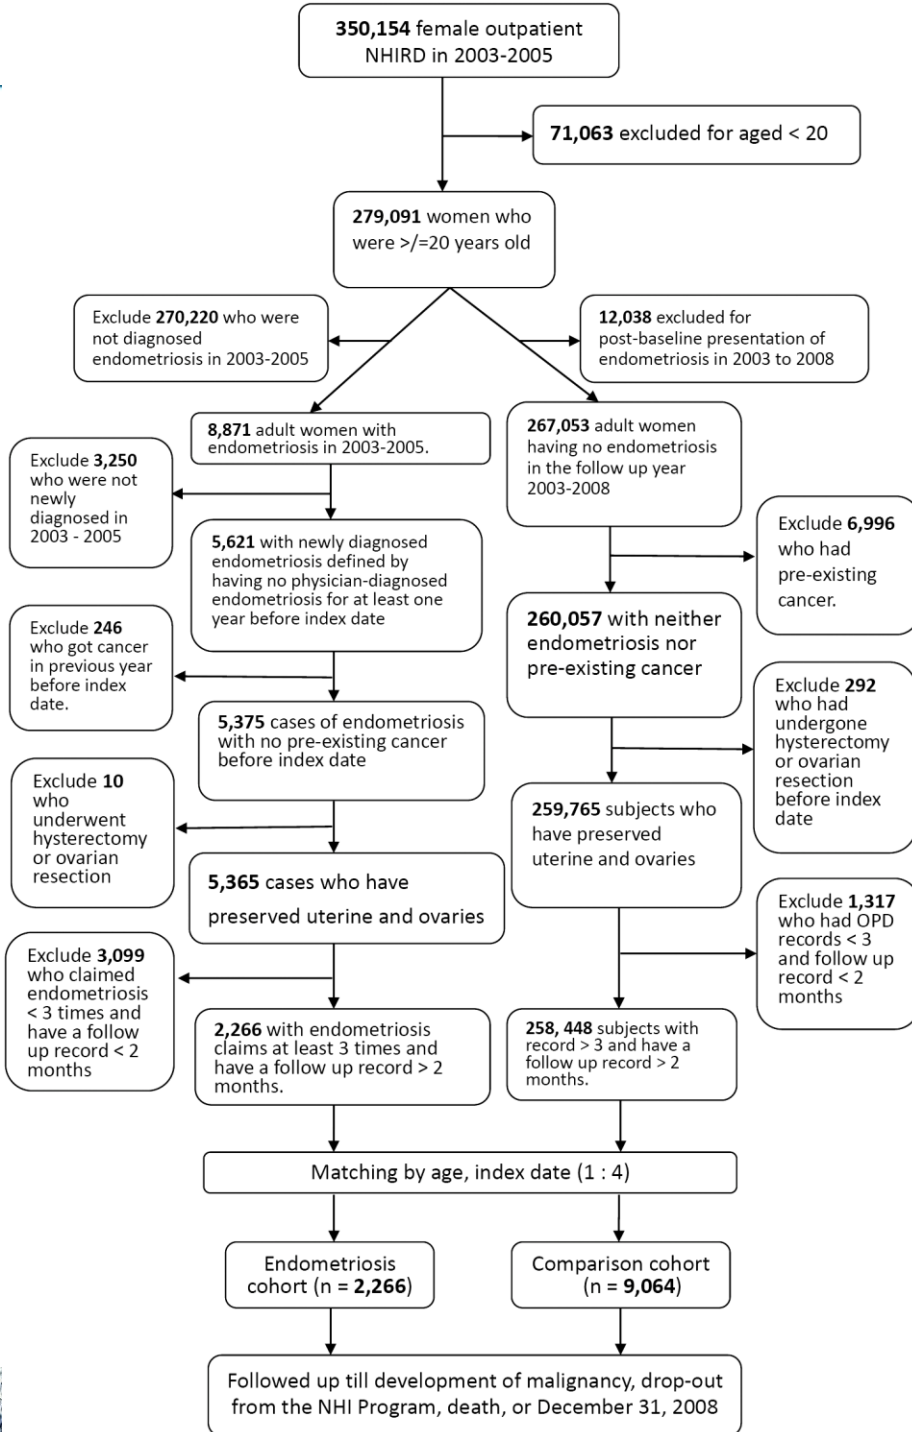 350,154 female outpatient
NHIRD in 2003-2005
71,063 excluded for aged < 20
279,091 women who
were >/=20 years old
Exclude 270,220 who were
not diagnosed
endometriosis in 2003-2005
12,038 excluded for
post-baseline presentation of
endometriosis in 2003 to 2008
8,871 adult women with
endometriosis in 2003-2005.
267,053 adult women
having no endometriosis
in the follow up year
2003-2008
Exclude 3,250
who were not
newly
diagnosed in
2003 - 2005
Exclude 6,996
who had
pre-existing
cancer.
5,621 with newly diagnosed
endometriosis defined by
having no physician-diagnosed
endometriosis for at least one
year before index date
260,057 with neither
endometriosis nor
pre-existing cancer
Exclude 246
who got cancer
in previous year
before index
date.
Exclude 292
who had
undergone
hysterectomy
or ovarian
resection
before index
date
5,375 cases of endometriosis
with no pre-existing cancer
before index date
Exclude 10
who
underwent
hysterectomy
or ovarian
resection
259,765 subjects who
have preserved
uterine and ovaries
5,365 cases who have
preserved uterine and ovaries
Exclude 1,317
who had OPD
records < 3
and follow up
record < 2
months
Exclude 3,099
who claimed
endometriosis
< 3 times and
have a follow
up record < 2
months
2,266 with endometriosis
claims at least 3 times and
have a follow up record > 2
months.
258, 448 subjects with
record > 3 and have a
follow up record > 2
months.
Matching by age, index date (1 : 4)
Endometriosis
cohort (n = 2,266)
Comparison cohort
(n = 9,064)
Followed up till development of malignancy, drop-out
from the NHI Program, death, or December 31, 2008